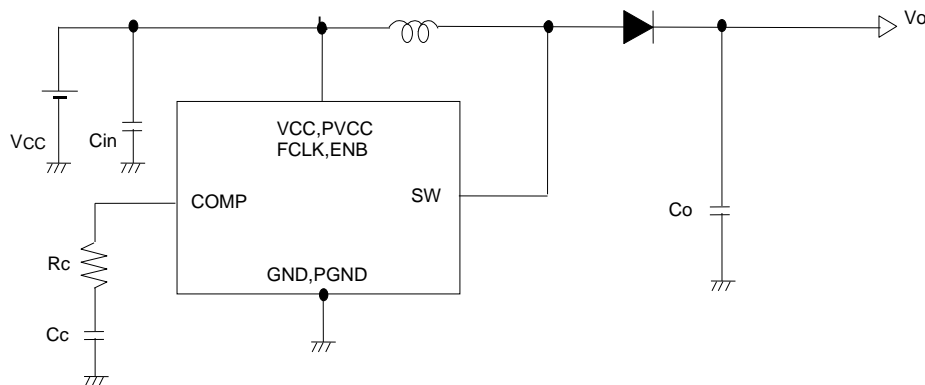 Vo
VCC
Cin
VCC,PVCC
FCLK,ENB
COMP
SW
Co
Rc
GND,PGND
Cc